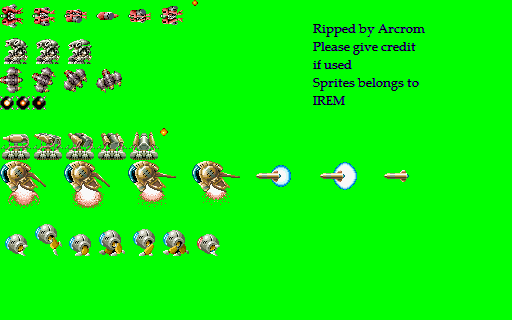 Ripped by Arcrom
Please give credit
if used
Sprites belongs to
IREM